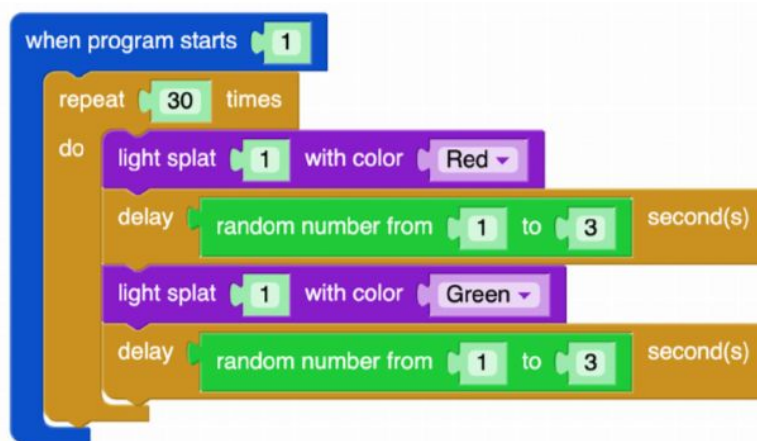 when program starts 1
repeat 30 times
do light splat 1 with color Red
delay random number from 1 to 3 second(s)
light splat 1 with color Green
delay random number from 1 to 3 second(s)